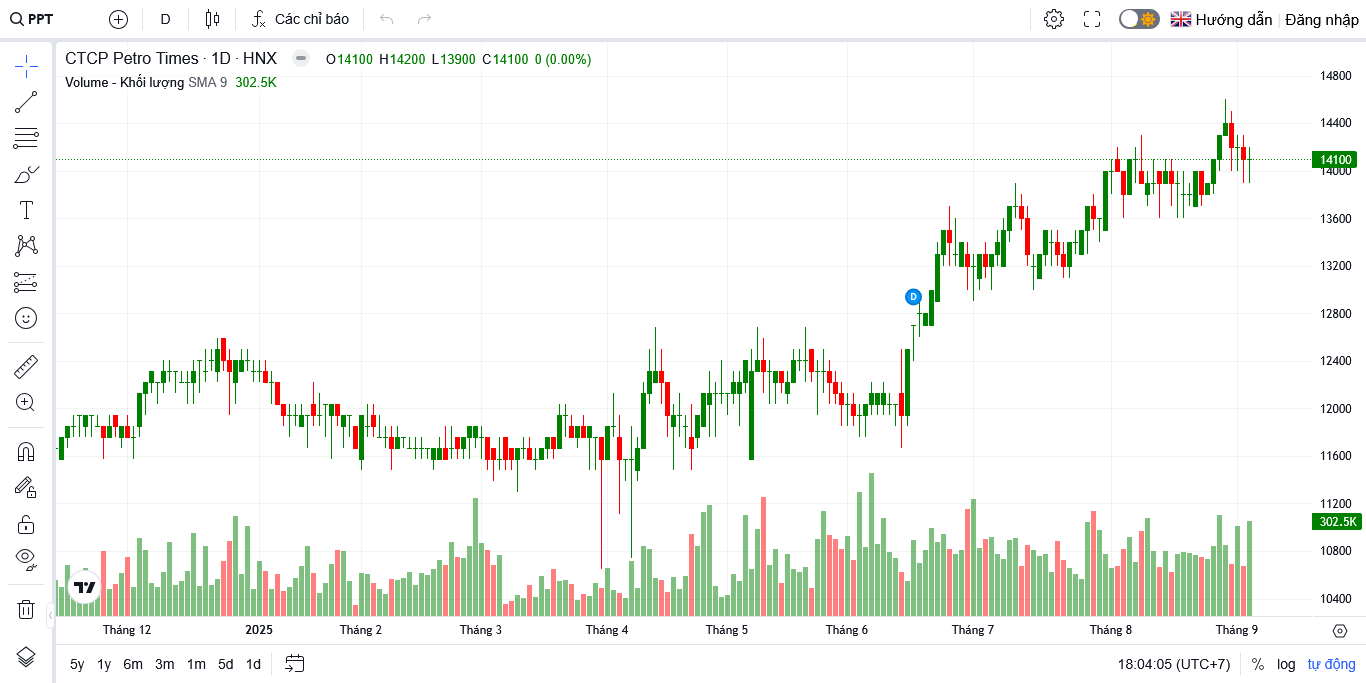 PPT D Các chỉ báo Hướng dẫn Đăng nhập
CTCP Petro Times · 1D · HNX O14100 H14200 L13900 C14100 0 (0.00%)
Volume - Khối lượng SMA 9 302.5K
14800
14400
14100
14000
13600
13200
D
12800
12400
12000
11600
11200
302.5K
10800
10400
Tháng 12 2025 Tháng 2 Tháng 3 Tháng 4 Tháng 5 Tháng 6 Tháng 7 Tháng 8 Tháng 9
5y 1y 6m 3m 1m 5d 1d 18:04:05 (UTC+7) % log tự động